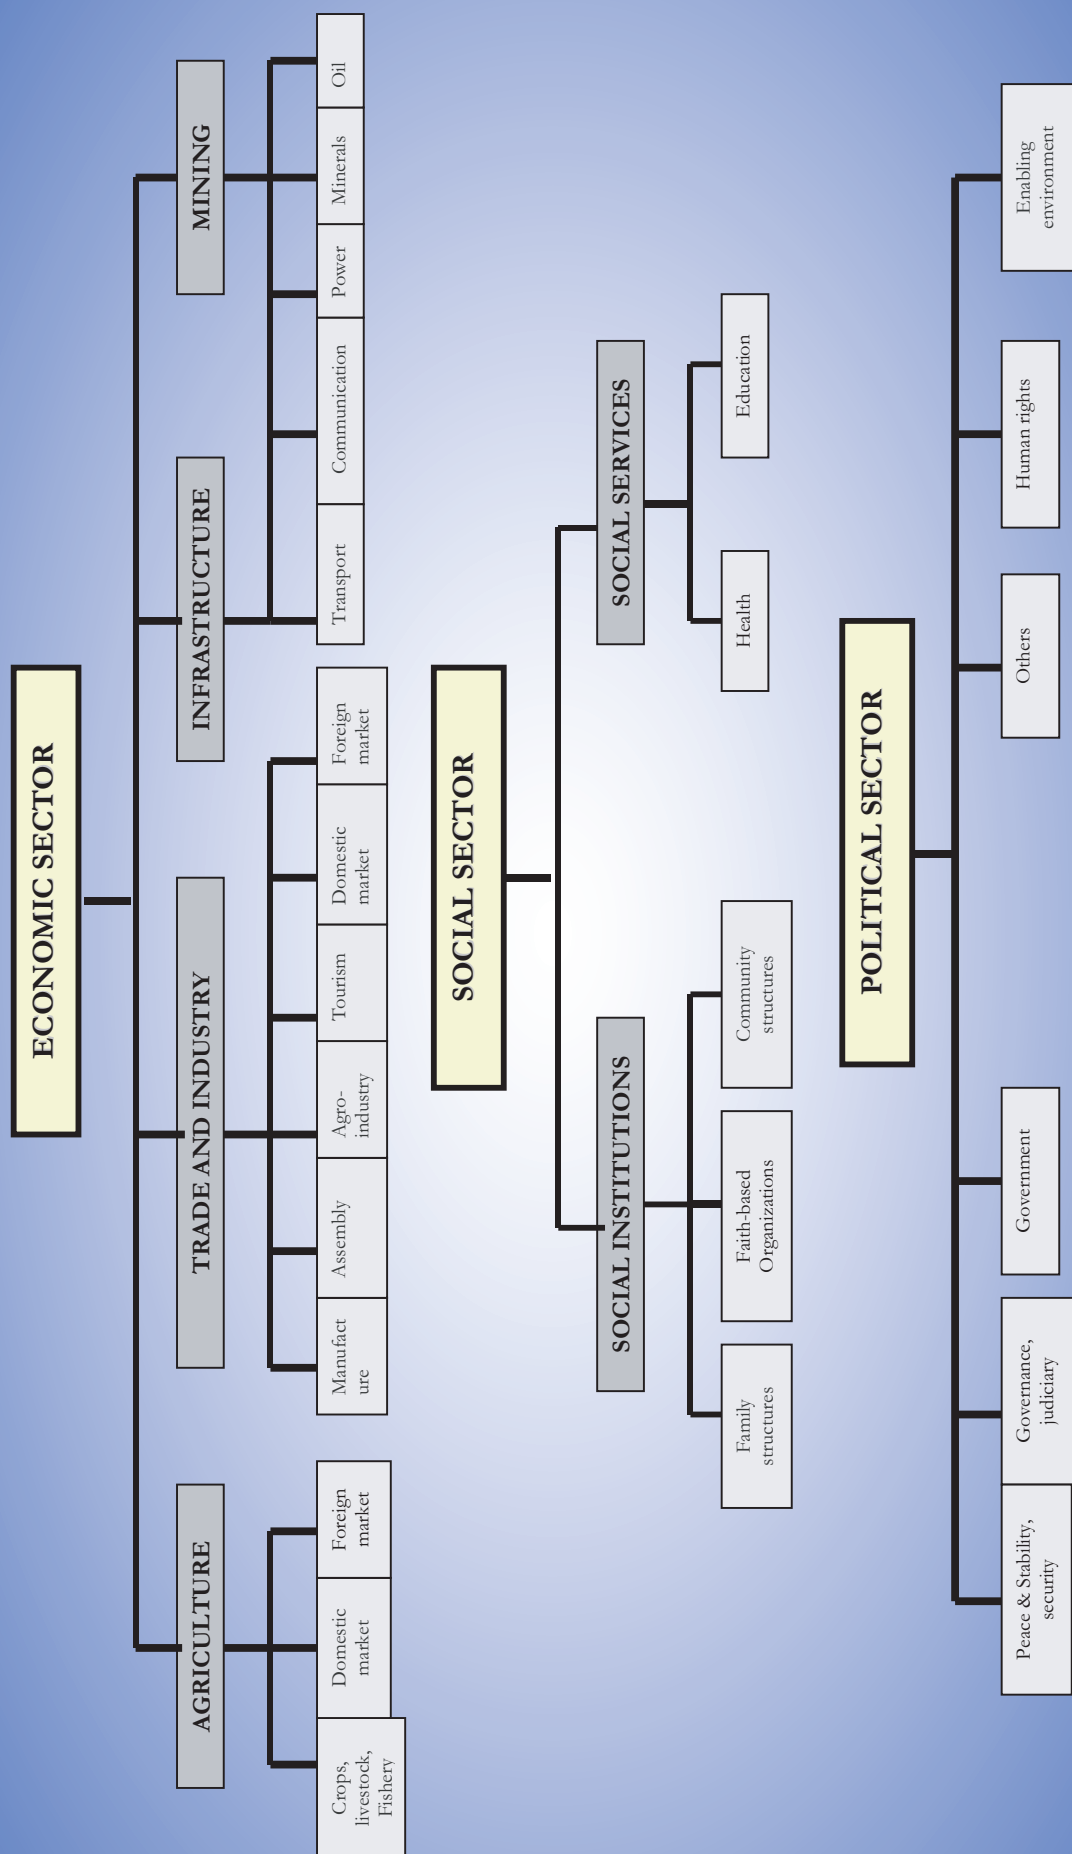 ECONOMIC SECTOR
AGRICULTURE
TRADE AND INDUSTRY
INFRASTRUCTURE
MINING
Crops,
livestock,
Fishery
Domestic
market
Foreign
market
Manufact
ure
Assembly
Agro-
industry
Tourism
Domestic
market
Foreign
market
Transport
Communication
Power
Minerals
Oil
SOCIAL SECTOR
SOCIAL INSTITUTIONS
SOCIAL SERVICES
Family
structures
Faith-based
Organizations
Community
structures
Health
Education
POLITICAL SECTOR
Peace & Stability,
security
Governance,
judiciary
Government
Others
Human rights
Enabling
environment